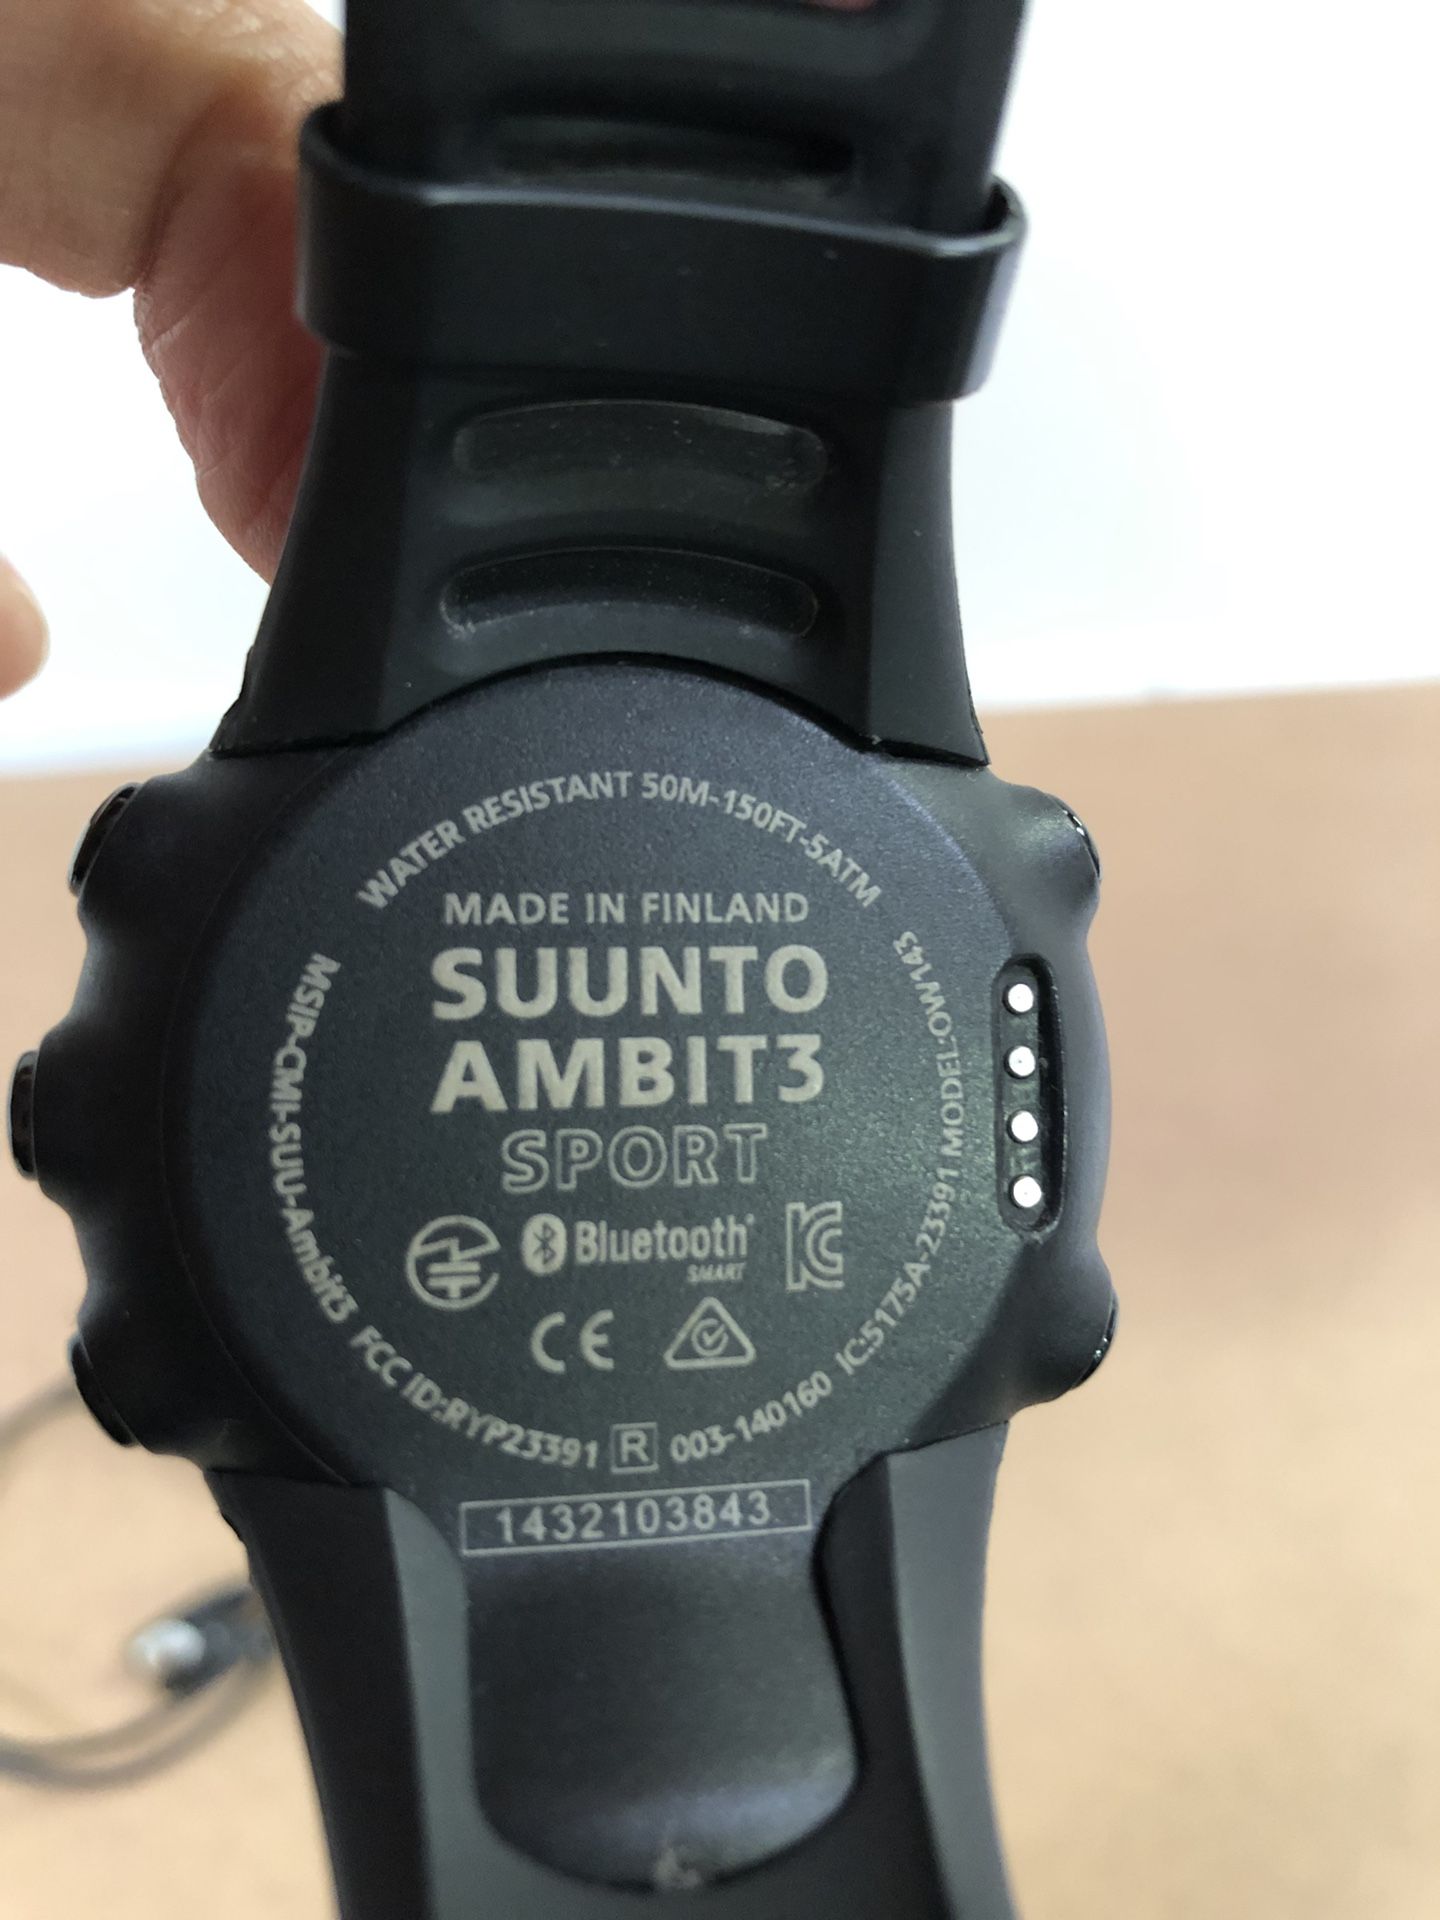 WATER RESISTANT 50M-150FT-5ATM
MADE IN FINLAND
SUUNTO
AMBIT3
SPORT
Bluetooth
SMART
CE
MSIP-CMI-SUU-Ambit3 FCC ID:RYP23391 R 003-140160 IC:5175A-23391 MODEL:OW143
1432103843